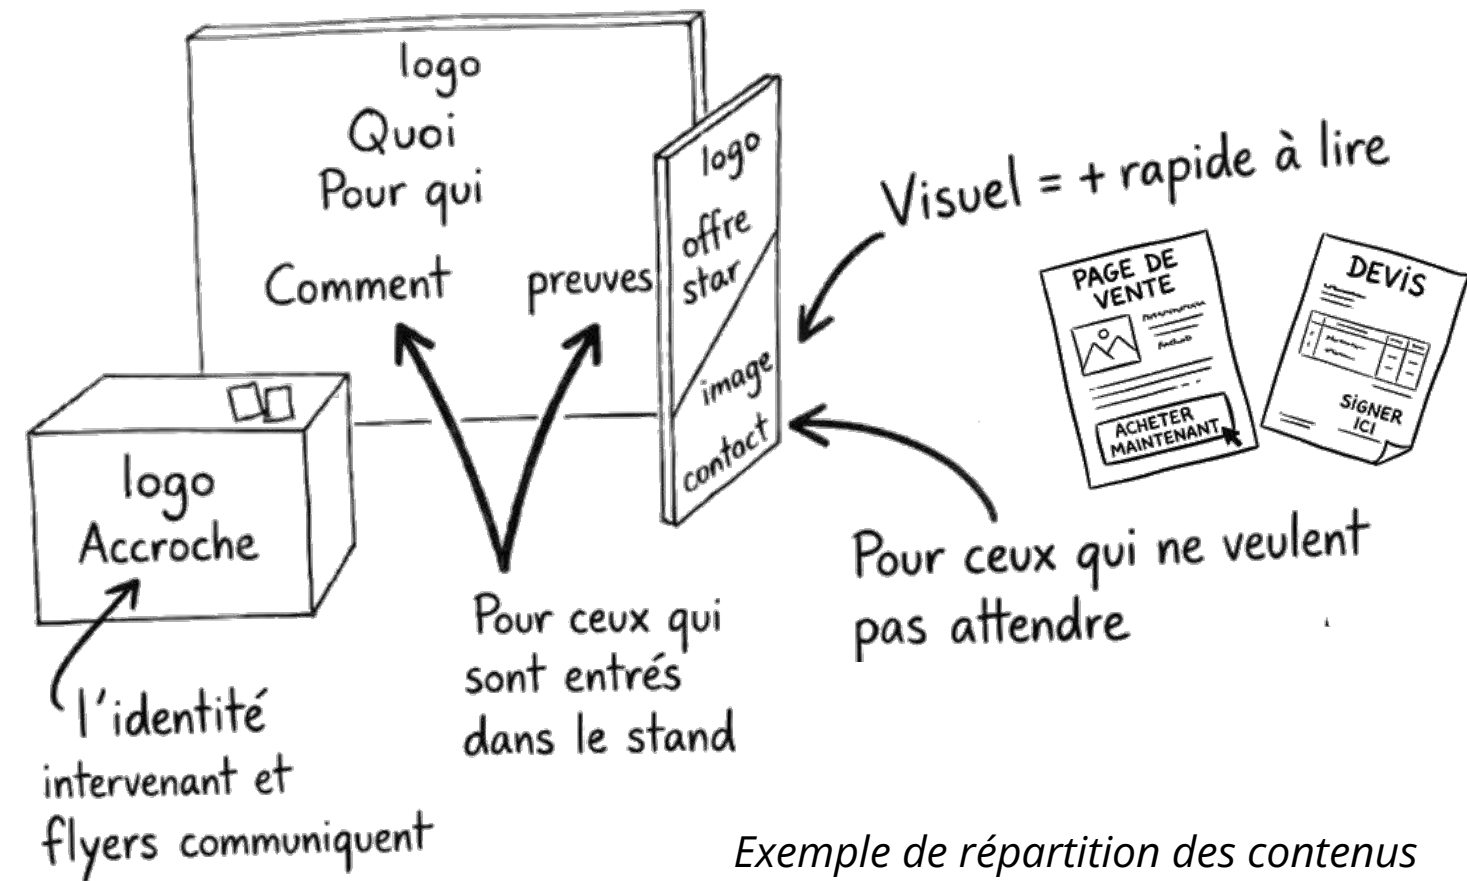 logo
Quoi
Pour qui
Comment
preuves
logo
offre
star
image
contact
Visuel = + rapide à lire
PAGE DE
VENTE
ACHETER
MAINTENANT
DEVIS
SIGNER
ICI
logo
Accroche
Pour ceux qui
sont entrés
dans le stand
Pour ceux qui ne veulent
pas attendre
l'identité
intervenant et
flyers communiquent
Exemple de répartition des contenus